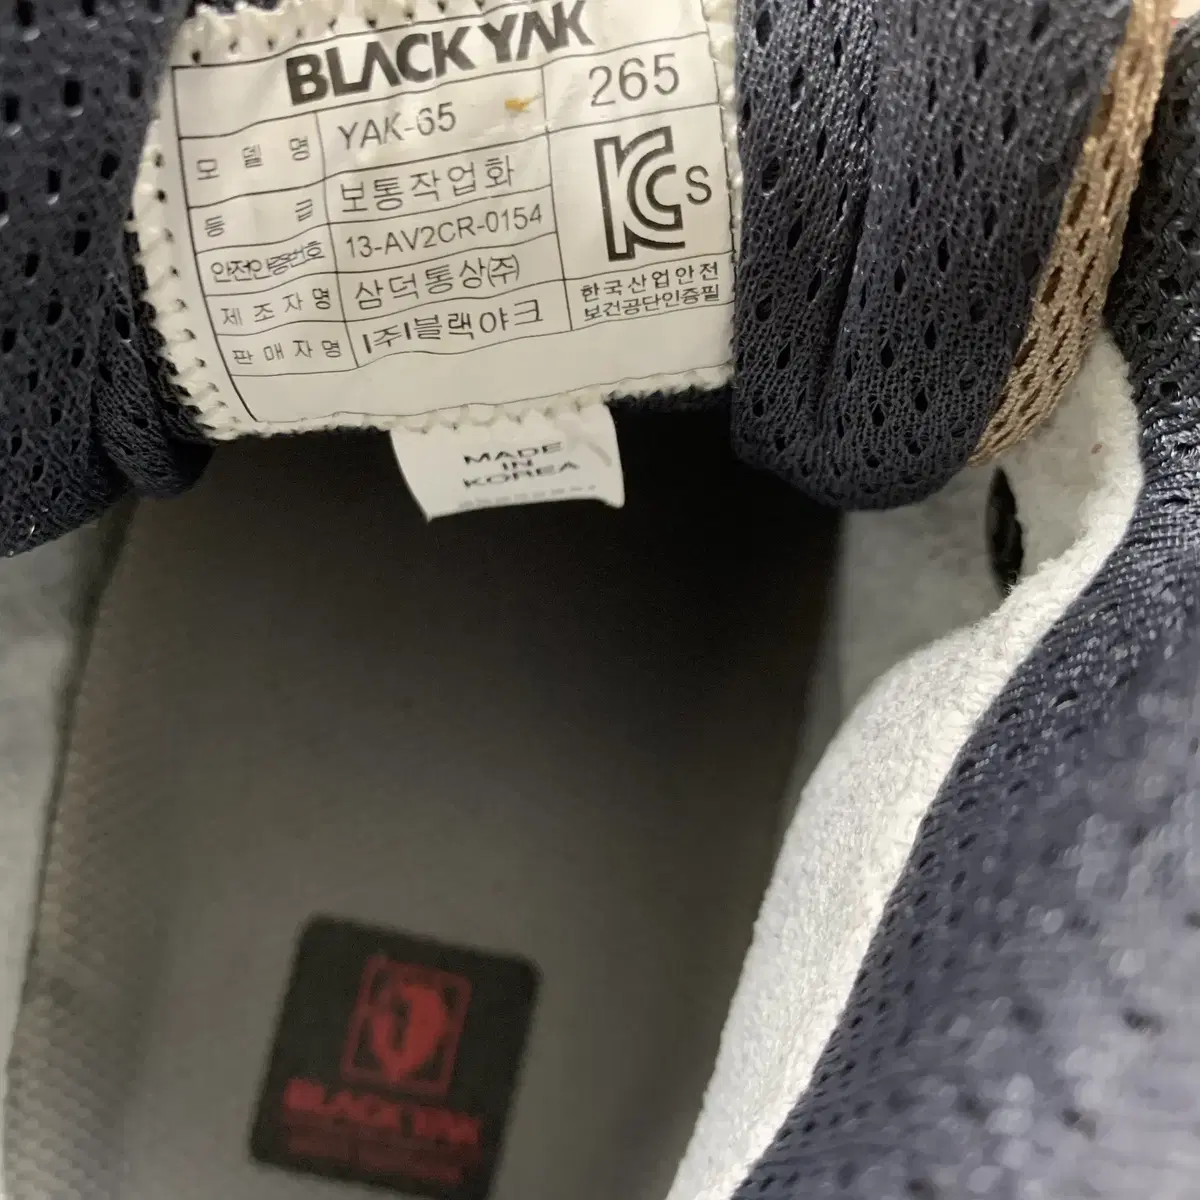 BLACKYAK
모델명 YAK-65 265
등급 보통작업화
안전인증번호 13-AV2CR-0154
제조자명 삼덕통상㈜
판매자명 (주)블랙야크
KCS
한국산업안전
보건공단인증필
MADE
IN
KOREA
BLACKYAK